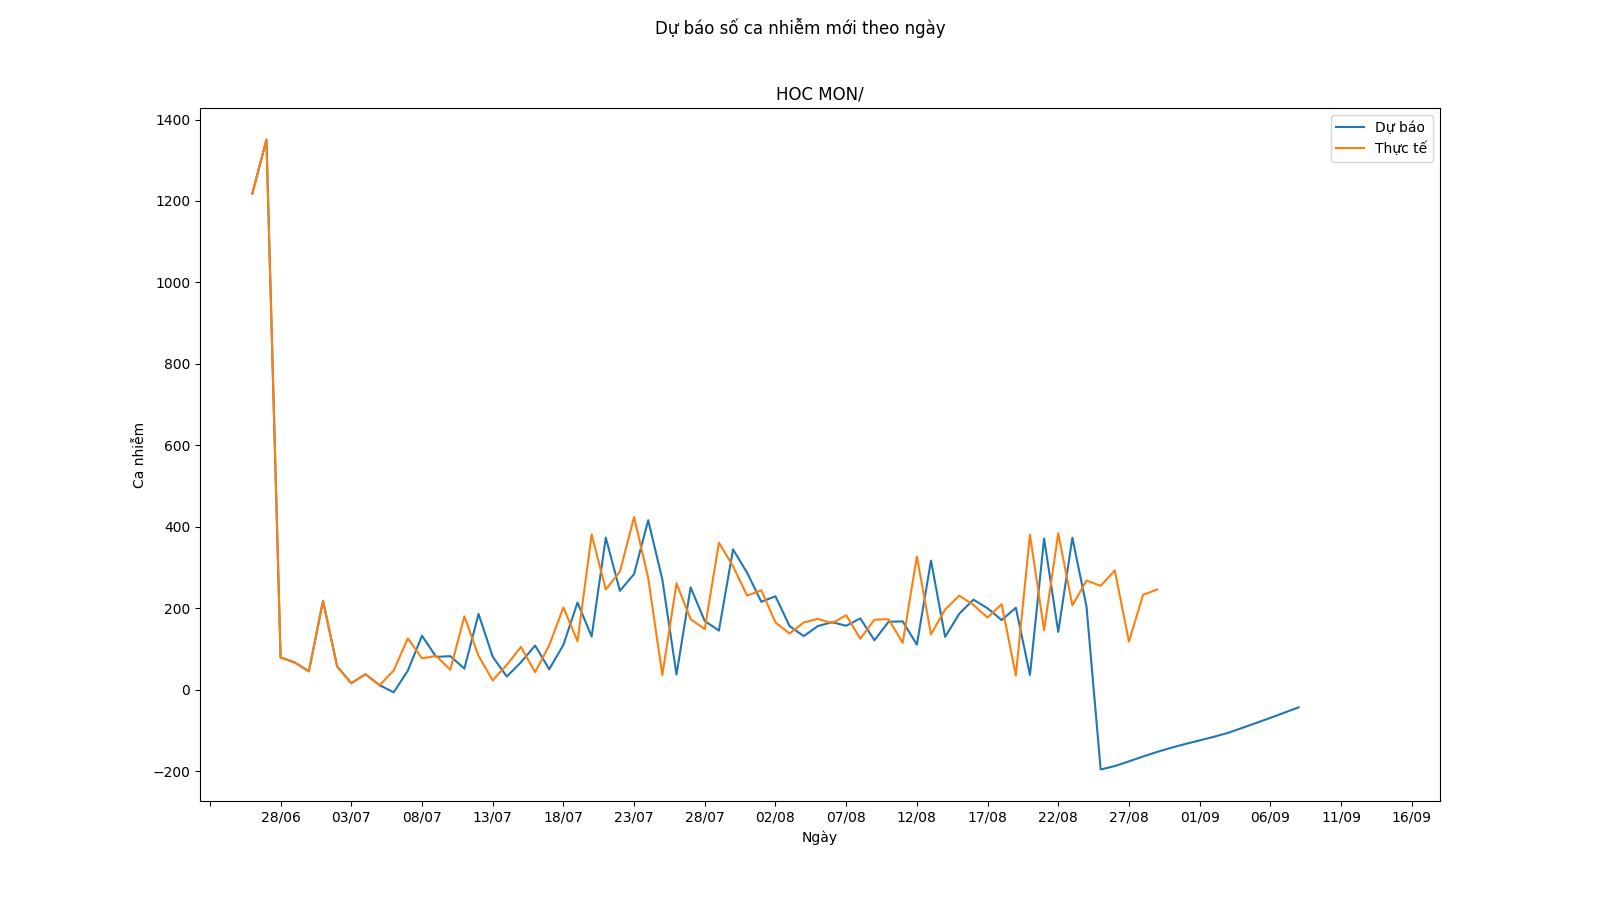 Dự báo số ca nhiễm mới theo ngày
HOC MON/
Dự báo
Thực tế
1400
1200
1000
800
600
400
200
0
−200
Ca nhiễm
28/06 03/07 08/07 13/07 18/07 23/07 28/07 02/08 07/08 12/08 17/08 22/08 27/08 01/09 06/09 11/09 16/09
Ngày